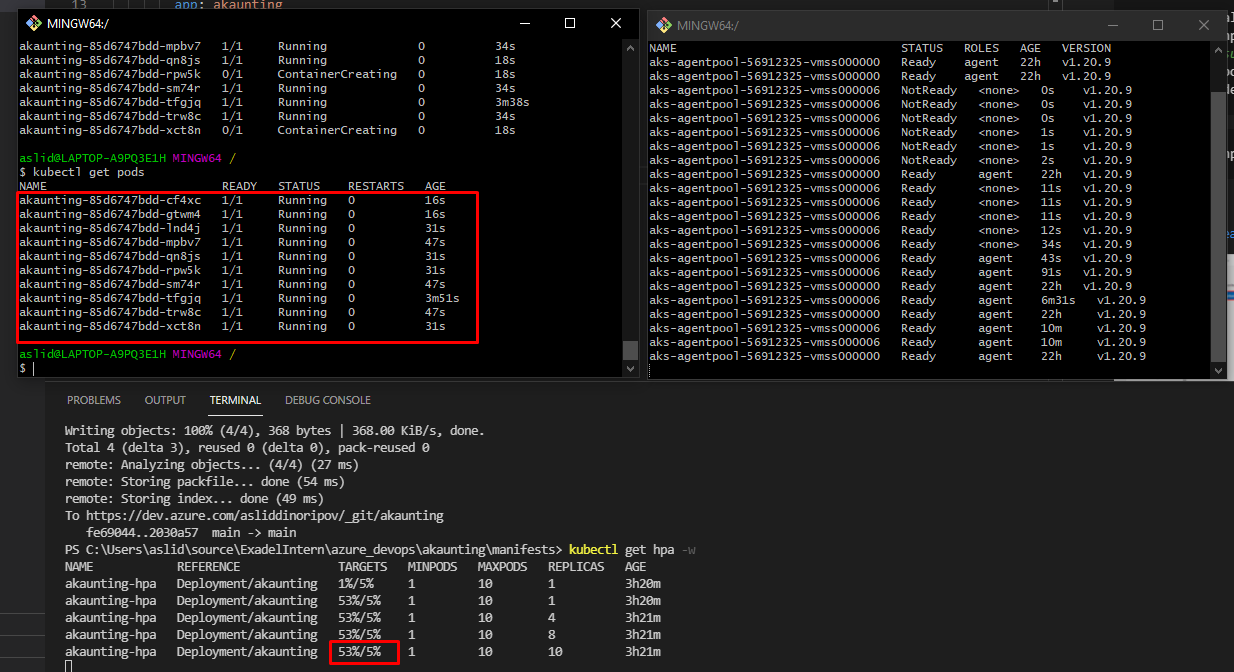 13
app: akaunting
MINGW64:/
akaunting-85d6747bdd-mpbv7 1/1 Running 0 34s
akaunting-85d6747bdd-qn8js 1/1 Running 0 18s
akaunting-85d6747bdd-rpw5k 0/1 ContainerCreating 0 18s
akaunting-85d6747bdd-sm74r 1/1 Running 0 34s
akaunting-85d6747bdd-tfgjq 1/1 Running 0 3m38s
akaunting-85d6747bdd-trw8c 1/1 Running 0 34s
akaunting-85d6747bdd-xct8n 0/1 ContainerCreating 0 18s
aslid@LAPTOP-A9PQ3E1H MINGW64 /
$ kubectl get pods
NAME READY STATUS RESTARTS AGE
akaunting-85d6747bdd-cf4xc 1/1 Running 0 16s
akaunting-85d6747bdd-gtwm4 1/1 Running 0 16s
akaunting-85d6747bdd-lnd4j 1/1 Running 0 31s
akaunting-85d6747bdd-mpbv7 1/1 Running 0 47s
akaunting-85d6747bdd-qn8js 1/1 Running 0 31s
akaunting-85d6747bdd-rpw5k 1/1 Running 0 31s
akaunting-85d6747bdd-sm74r 1/1 Running 0 47s
akaunting-85d6747bdd-tfgjq 1/1 Running 0 3m51s
akaunting-85d6747bdd-trw8c 1/1 Running 0 47s
akaunting-85d6747bdd-xct8n 1/1 Running 0 31s
aslid@LAPTOP-A9PQ3E1H MINGW64 /
$
MINGW64:/
NAME STATUS ROLES AGE VERSION
aks-agentpool-56912325-vmss000000 Ready agent 22h v1.20.9
aks-agentpool-56912325-vmss000000 Ready agent 22h v1.20.9
aks-agentpool-56912325-vmss000006 NotReady <none> 0s v1.20.9
aks-agentpool-56912325-vmss000006 NotReady <none> 0s v1.20.9
aks-agentpool-56912325-vmss000006 NotReady <none> 0s v1.20.9
aks-agentpool-56912325-vmss000006 NotReady <none> 1s v1.20.9
aks-agentpool-56912325-vmss000006 NotReady <none> 1s v1.20.9
aks-agentpool-56912325-vmss000006 NotReady <none> 2s v1.20.9
aks-agentpool-56912325-vmss000000 Ready agent 22h v1.20.9
aks-agentpool-56912325-vmss000006 Ready <none> 11s v1.20.9
aks-agentpool-56912325-vmss000006 Ready <none> 11s v1.20.9
aks-agentpool-56912325-vmss000006 Ready <none> 11s v1.20.9
aks-agentpool-56912325-vmss000006 Ready <none> 12s v1.20.9
aks-agentpool-56912325-vmss000006 Ready <none> 34s v1.20.9
aks-agentpool-56912325-vmss000006 Ready agent 43s v1.20.9
aks-agentpool-56912325-vmss000006 Ready agent 91s v1.20.9
aks-agentpool-56912325-vmss000000 Ready agent 22h v1.20.9
aks-agentpool-56912325-vmss000006 Ready agent 6m31s v1.20.9
aks-agentpool-56912325-vmss000000 Ready agent 22h v1.20.9
aks-agentpool-56912325-vmss000006 Ready agent 10m v1.20.9
aks-agentpool-56912325-vmss000006 Ready agent 10m v1.20.9
aks-agentpool-56912325-vmss000000 Ready agent 22h v1.20.9
PROBLEMS OUTPUT TERMINAL DEBUG CONSOLE
Writing objects: 100% (4/4), 368 bytes | 368.00 KiB/s, done.
Total 4 (delta 3), reused 0 (delta 0), pack-reused 0
remote: Analyzing objects... (4/4) (27 ms)
remote: Storing packfile... done (54 ms)
remote: Storing index... done (49 ms)
To https://dev.azure.com/asliddinoripov/_git/akaunting
fe69044..2030a57 main -> main
PS C:\Users\aslid\source\ExadelIntern\azure_devops\akaunting\manifests> kubectl get hpa -w
NAME REFERENCE TARGETS MINPODS MAXPODS REPLICAS AGE
akaunting-hpa Deployment/akaunting 1%/5% 1 10 1 3h20m
akaunting-hpa Deployment/akaunting 53%/5% 1 10 1 3h20m
akaunting-hpa Deployment/akaunting 53%/5% 1 10 4 3h21m
akaunting-hpa Deployment/akaunting 53%/5% 1 10 8 3h21m
akaunting-hpa Deployment/akaunting 53%/5% 1 10 10 3h21m